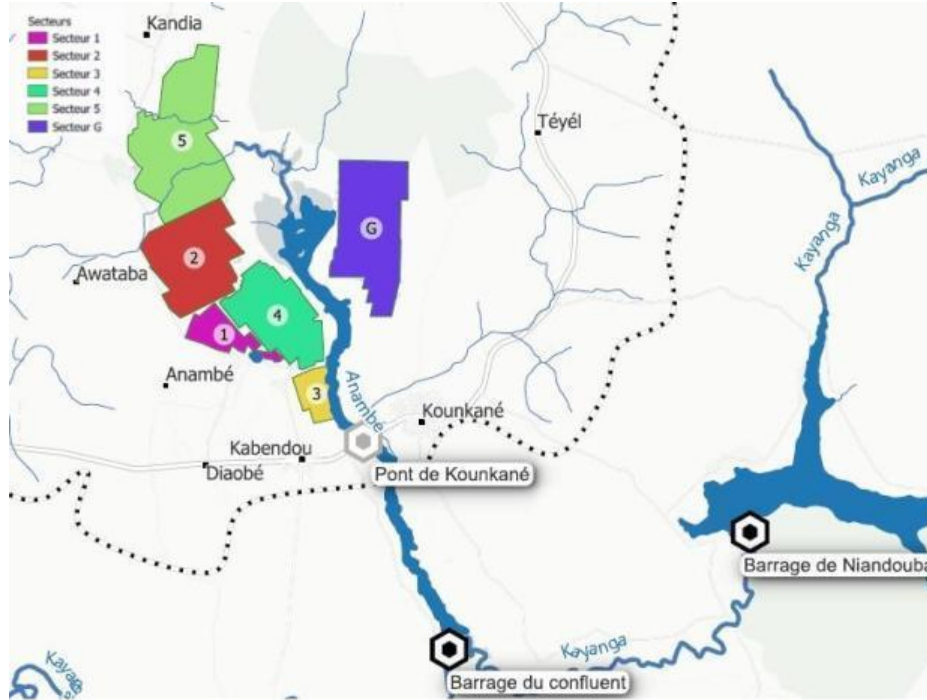 Secteurs
Secteur 1
Secteur 2
Secteur 3
Secteur 4
Secteur 5
Secteur G
Kandia
Téyél
5
Kayanga
G
Kayanga
2
Awataba
4
1
Anambé
3
Anambe
Kounkané
Kabendou
Diaobé
Pont de Kounkané
Barrage de Niandouba
Kayanga
Barrage du confluent